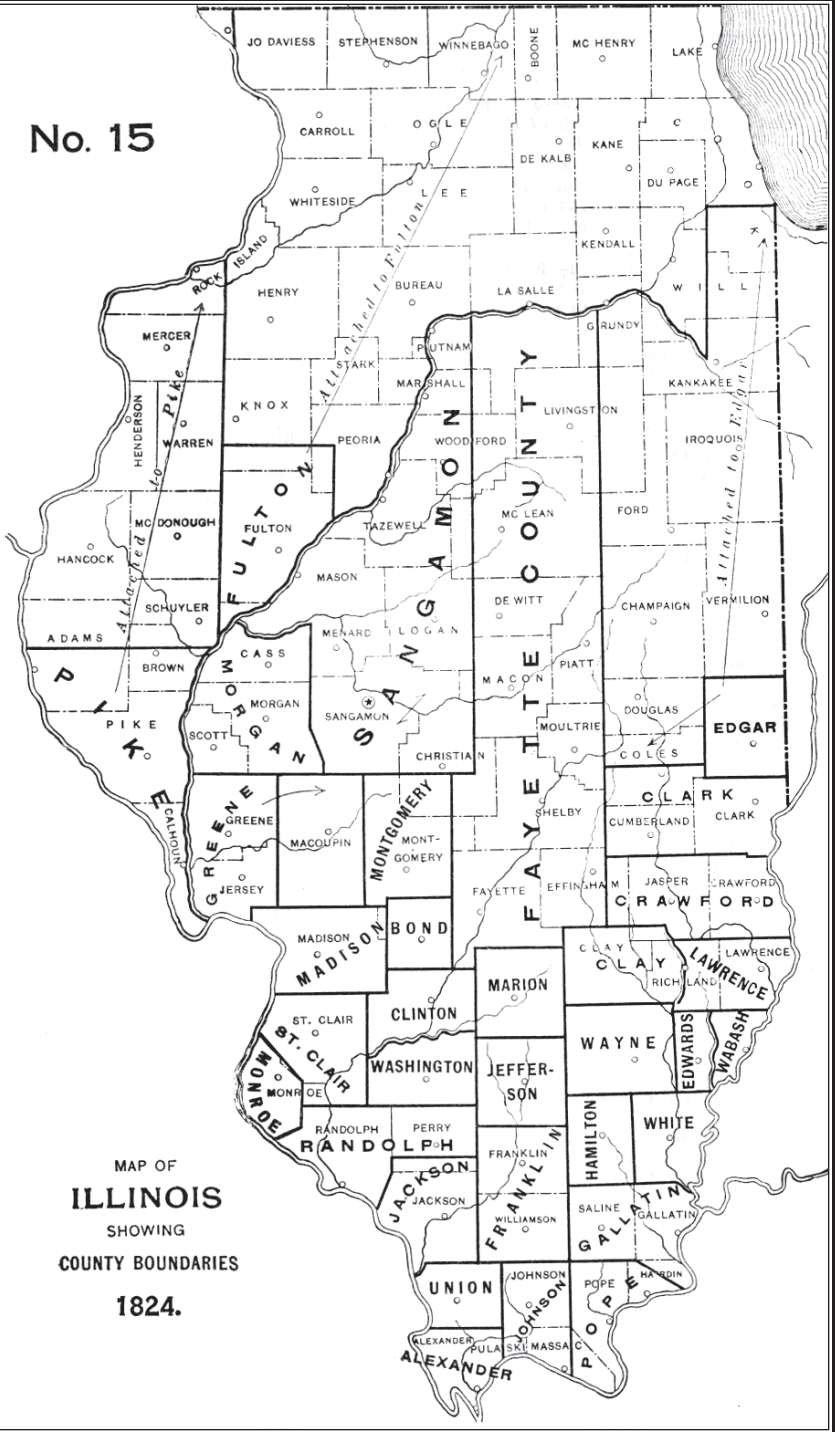 JO DAVIESS
STEPHENSON
WINNEBAGO
BOONE
MC HENRY
LAKE
No. 15
CARROLL
OGLE
DE KALB
KANE
C
DU PAGE
WHITESIDE
LEE
KENDALL
K
ROCK ISLAND
HENRY
BUREAU
LA SALLE
WILL
Attached to Fulton
GRUNDY
MERCER
PUTNAM
STARK
MARSHALL
KANKAKEE
HENDERSON
WARREN
KNOX
PEORIA
WOODFORD
LIVINGSTON
IROQUOIS
Attached to Pike
Attached to Edgar
HANCOCK
MC DONOUGH
FULTON
FULTON
TAZEWELL
MC LEAN
FORD
MASON
SCHUYLER
ADAMS
MENARD
LOGAN
DE WITT
CHAMPAIGN
VERMILION
SANGAMON
FAYETTE COUNTY
BROWN
CASS
MACON
PIATT
PIKE
PIKE
MORGAN
MORGAN
SCOTT
SANGAMON
MOULTRIE
DOUGLAS
EDGAR
COLES
CHRISTIAN
CALHOUN
GREENE
GREENE
MACOUPIN
MONTGOMERY
MONT-
GOMERY
SHELBY
CLARK
CUMBERLAND
CLARK
JERSEY
FAYETTE
EFFINGHAM
JASPER
CRAWFORD
CRAWFORD
MADISON
MADISON
BOND
CLAY
CLAY
RICHLAND
LAWRENCE
LAWRENCE
MARION
ST. CLAIR
ST. CLAIR
CLINTON
WAYNE
EDWARDS
WABASH
MONROE
MONROE
WASHINGTON
JEFFER-
SON
RANDOLPH
PERRY
RANDOLPH
HAMILTON
WHITE
FRANKLIN
FRANKLIN
JACKSON
JACKSON
WILLIAMSON
SALINE
GALLATIN
GALLATIN
MAP OF
ILLINOIS
SHOWING
COUNTY BOUNDARIES
1824.
UNION
JOHNSON
JOHNSON
POPE
POPE
HARDIN
ALEXANDER
ALEXANDER
PULASKI
MASSAC